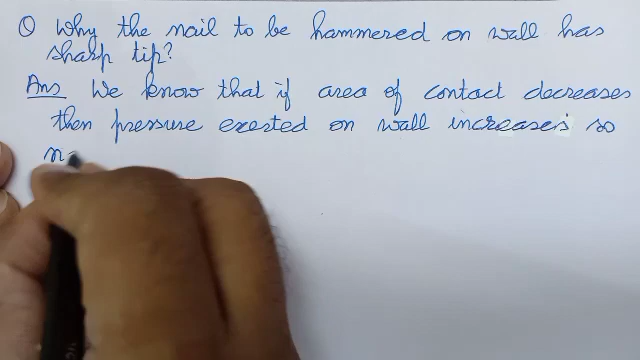 Q Why the nail to be hammered on wall has
sharp tip?
Ans We know that if area of contact decreases
then pressure exerted on wall increases so